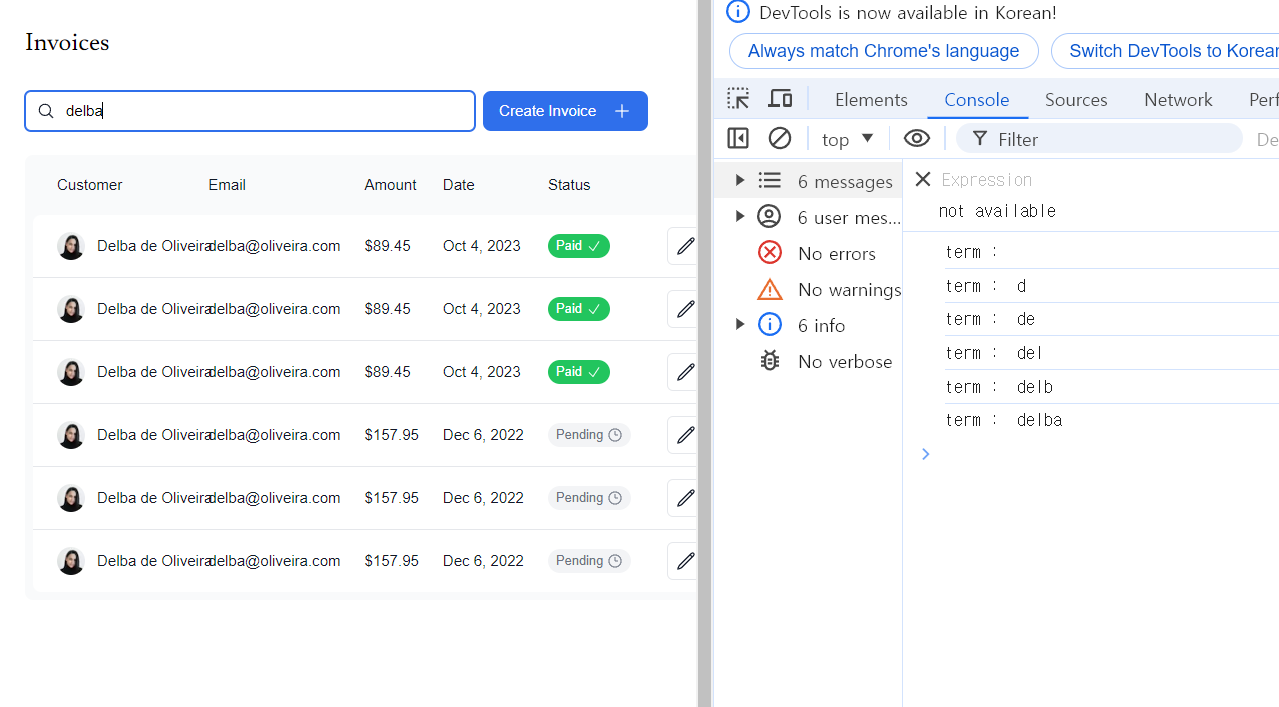 Invoices
delba
Create Invoice
Customer Email Amount Date Status
Delba de Oliveira delba@oliveira.com $89.45 Oct 4, 2023 Paid
Delba de Oliveira delba@oliveira.com $89.45 Oct 4, 2023 Paid
Delba de Oliveira delba@oliveira.com $89.45 Oct 4, 2023 Paid
Delba de Oliveira delba@oliveira.com $157.95 Dec 6, 2022 Pending
Delba de Oliveira delba@oliveira.com $157.95 Dec 6, 2022 Pending
Delba de Oliveira delba@oliveira.com $157.95 Dec 6, 2022 Pending
DevTools is now available in Korean!
Always match Chrome's language Switch DevTools to Korean
Elements Console Sources Network Perf
top Filter De
6 messages
6 user mes...
No errors
No warnings
6 info
No verbose
Expression
not available
term :
term : d
term : de
term : del
term : delb
term : delba